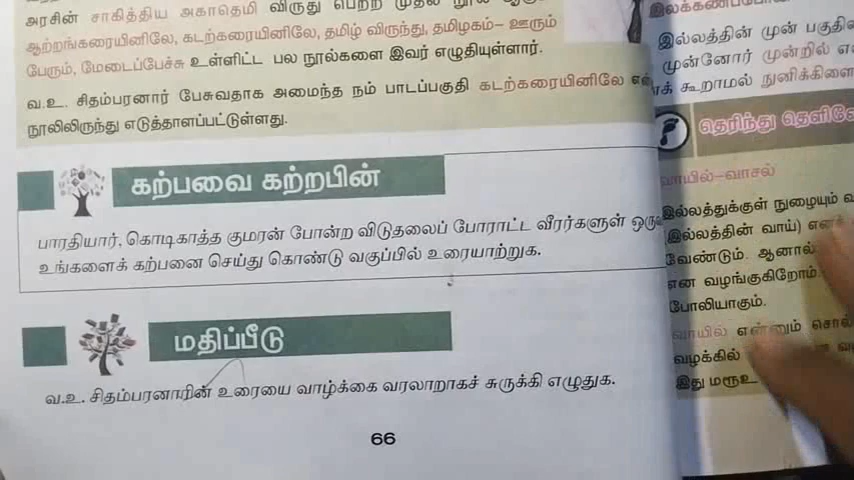 அரசின் சாகித்திய அகாதெமி விருது பெற்ற முதல் நூல்
ஆற்றங்கரையினிலே, கடற்கரையினிலே, தமிழ் விருந்து, தமிழகம்– ஊரும்
பேரும், மேடைப்பேச்சு உள்ளிட்ட பல நூல்களை இவர் எழுதியுள்ளார்.
வ.உ. சிதம்பரனார் பேசுவதாக அமைந்த நம் பாடப்பகுதி கடற்கரையினிலே
நூலிலிருந்து எடுத்தாளப்பட்டுள்ளது.
கற்பவை கற்றபின்
பாரதியார், கொடிகாத்த குமரன் போன்ற விடுதலைப் போராட்ட வீரர்களுள்
உங்களைக் கற்பனை செய்து கொண்டு வகுப்பில் உரையாற்றுக.
மதிப்பீடு
வ.உ. சிதம்பரனாரின் உரையை வாழ்க்கை வரலாறாகச் சுருக்கி எழுதுக.
66
இல்லத்தின் முன் பகுதி
முன்னோர் முன்றில்
கூறாமல் நுனிக்கிளை
தெரிந்து தெளிவோ
வாயில்–வாசல்
இல்லத்துக்குள் நுழையும்
இல்லத்தின் வாய்)
வேண்டும். ஆனால்
என வழங்குகிறோம்.
போலியாகும்.
வாயில் என்னும் சொல்
வழக்கில்
இது மரூஉ